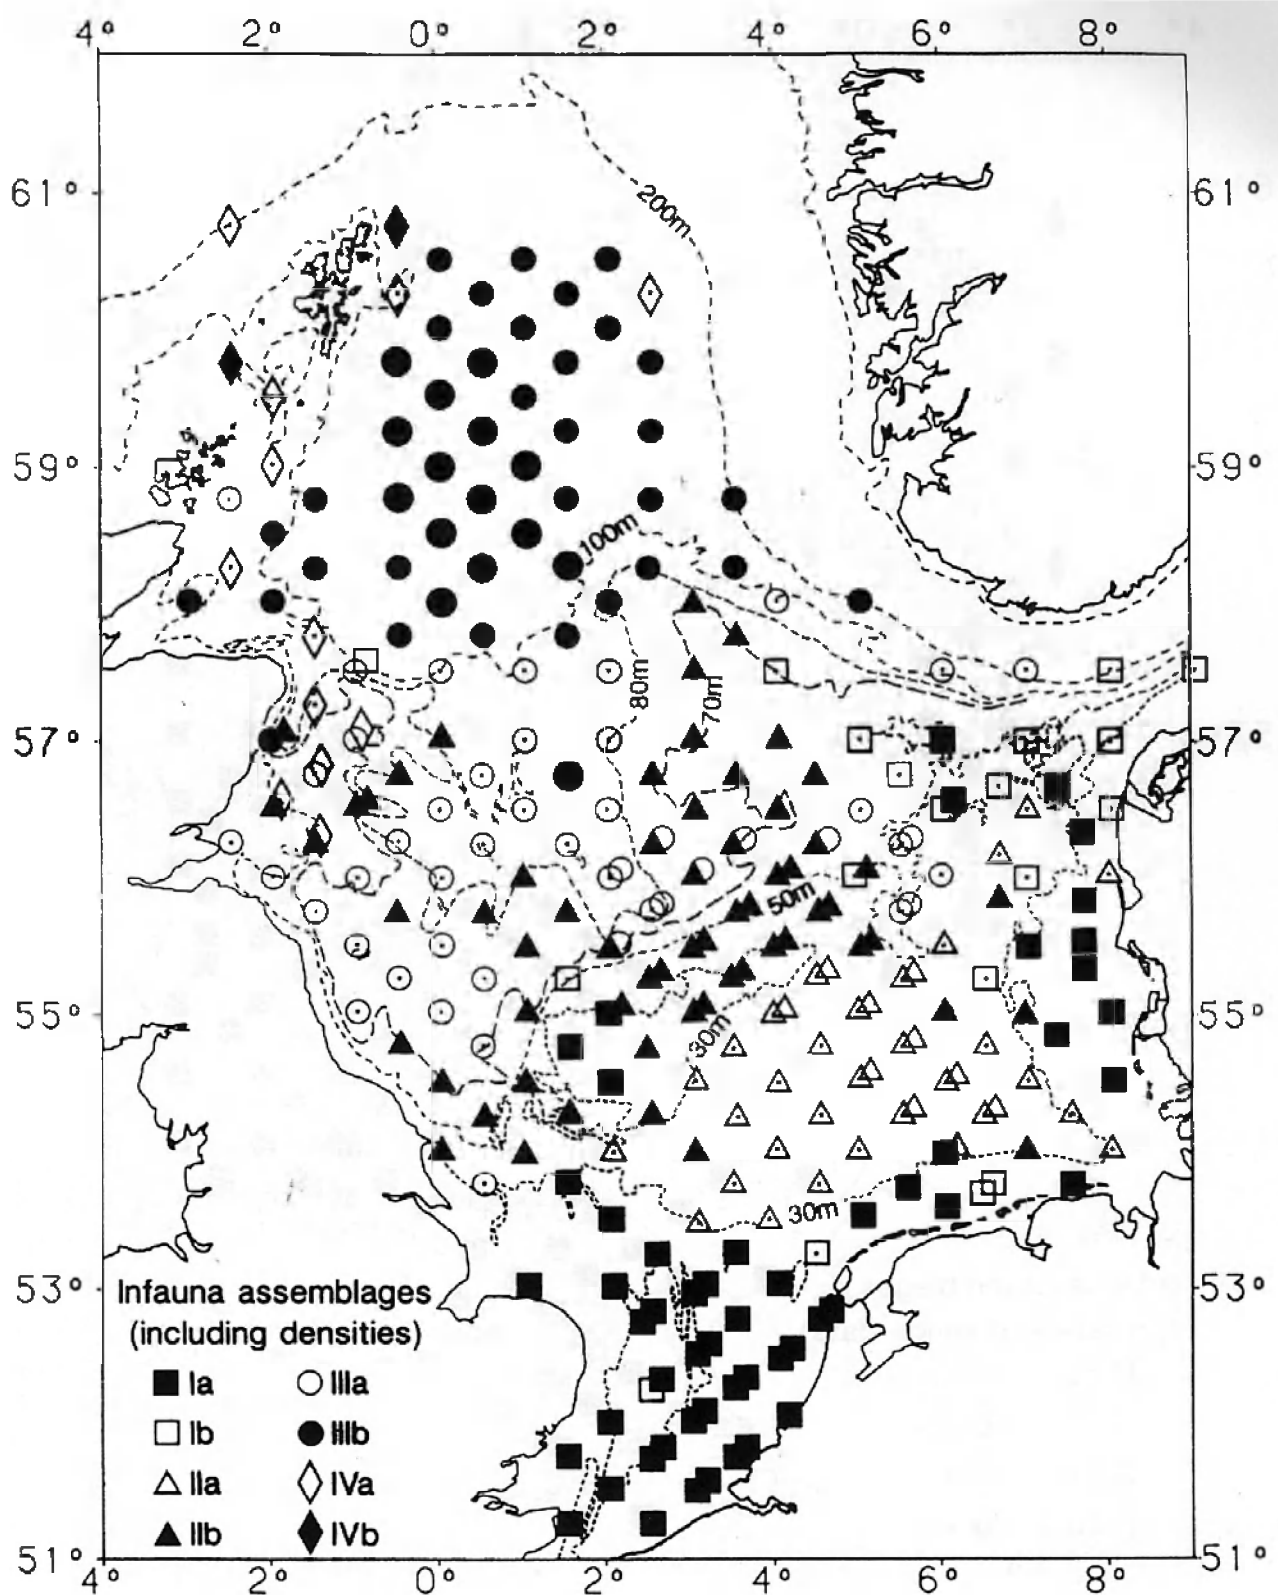 4° 2° 0° 2° 4° 6° 8°
61° 61°
200m
59° 59°
100m
80m
70m
57° 57°
50m
55° 55°
30m
30m
53° 53°
Infauna assemblages
(including densities)
Ia IIIa
Ib IIIb
IIa IVa
IIb IVb
51° 51°
4° 2° 0° 2° 4° 6° 8°